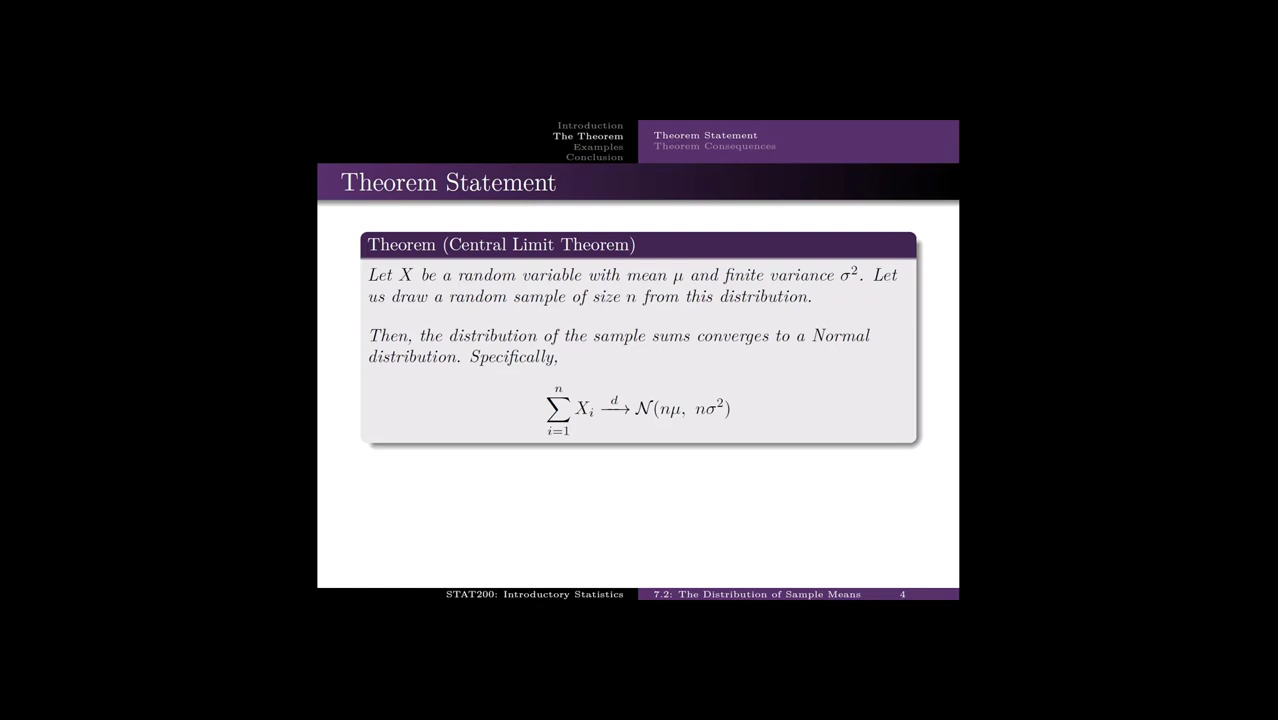 Introduction
The Theorem
Examples
Conclusion
Theorem Statement
Theorem Consequences
Theorem Statement
Theorem (Central Limit Theorem)
Let X be a random variable with mean μ and finite variance σ². Let
us draw a random sample of size n from this distribution.
Then, the distribution of the sample sums converges to a Normal
distribution. Specifically,
∑_{i=1}^{n} X_i —d→ 𝒩(nμ, nσ²)
STAT200: Introductory Statistics
7.2: The Distribution of Sample Means 4